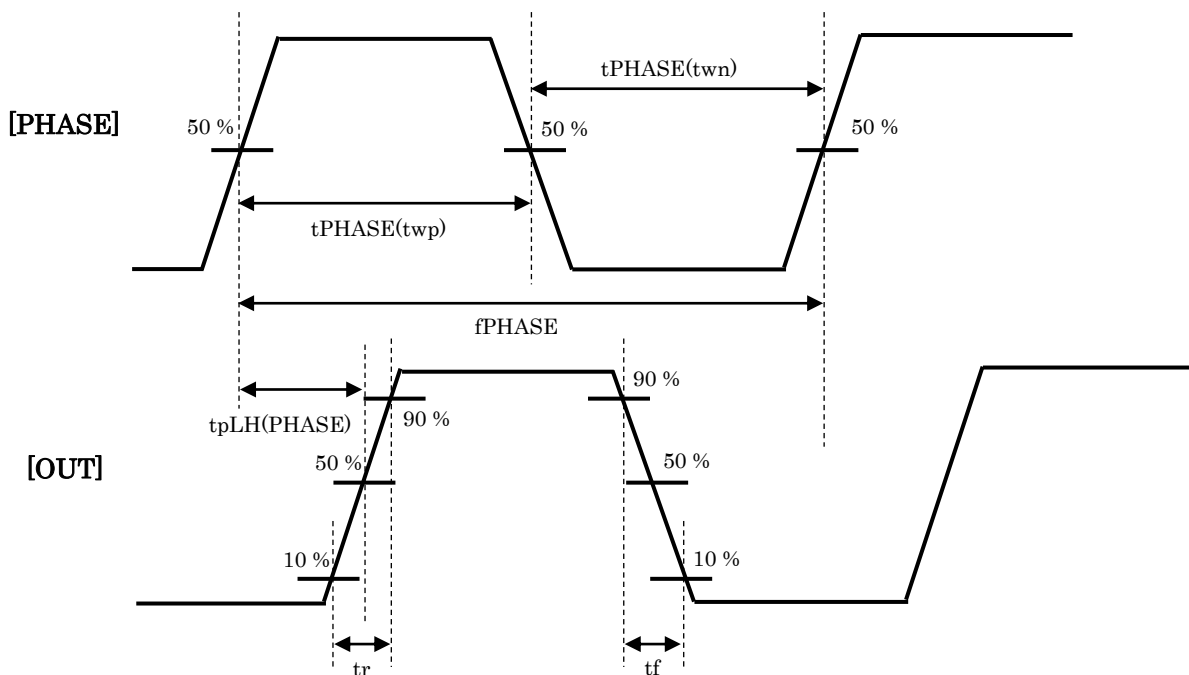 tPHASE(twn)
[PHASE]
50 %
50 %
50 %
tPHASE(twp)
fPHASE
90 %
tpLH(PHASE)
90 %
[OUT]
50 %
50 %
10 %
10 %
tr
tf